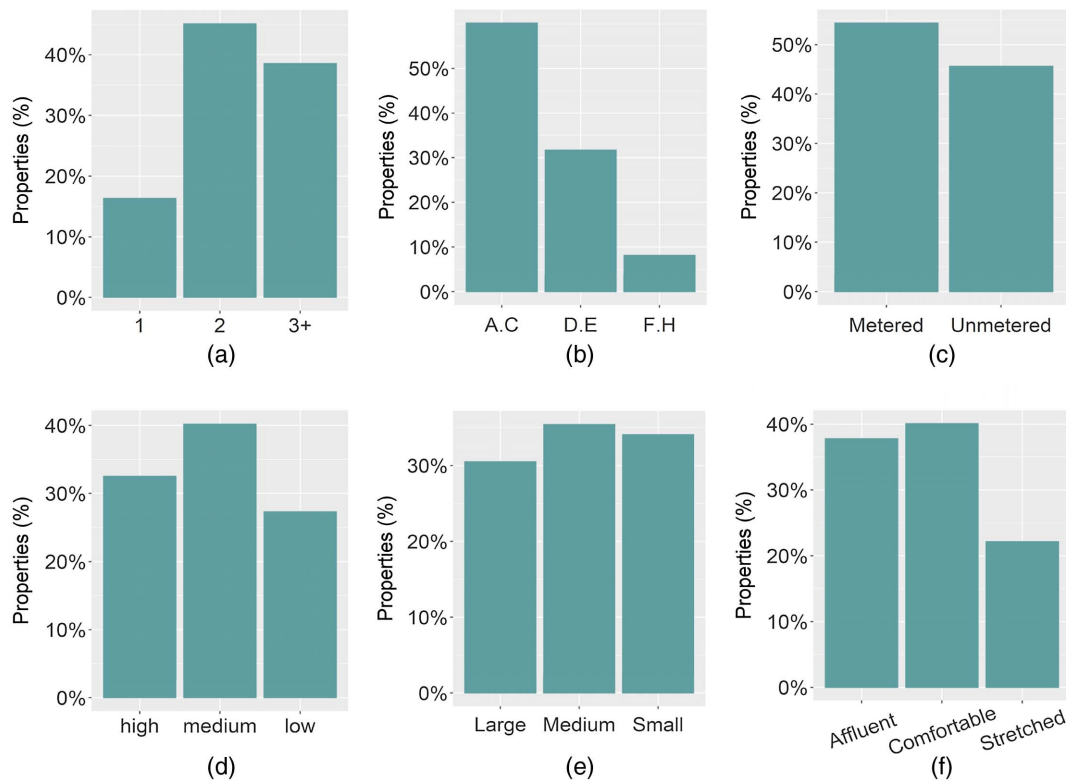 Properties (%)
40%
30%
20%
10%
0%
1 2 3+
(a)
Properties (%)
50%
40%
30%
20%
10%
0%
A.C D.E F.H
(b)
Properties (%)
50%
40%
30%
20%
10%
0%
Metered Unmetered
(c)
Properties (%)
40%
30%
20%
10%
0%
high medium low
(d)
Properties (%)
30%
20%
10%
0%
Large Medium Small
(e)
Properties (%)
40%
30%
20%
10%
0%
Affluent Comfortable Stretched
(f)